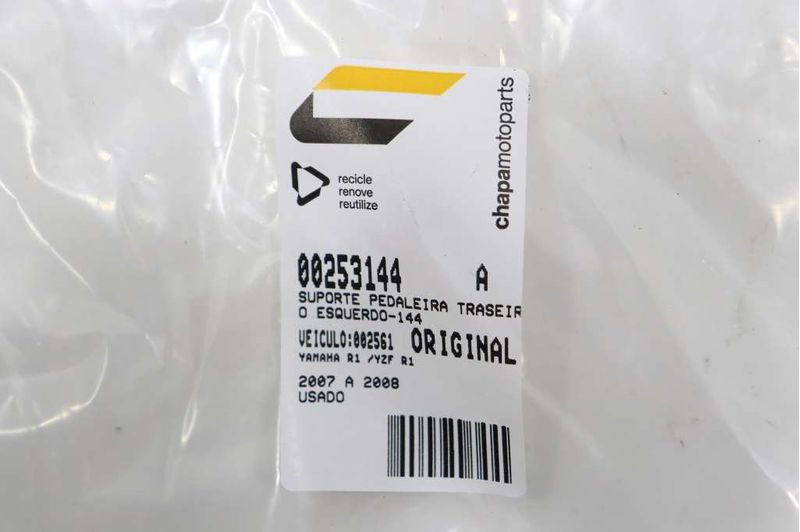 chapamotoparts
recicle
renove
reutilize
00253144 A
SUPORTE PEDALEIRA TRASEIR
O ESQUERDO-144
VEICULO:002561 ORIGINAL
YAMAHA R1 /YZF R1
2007 A 2008
USADO